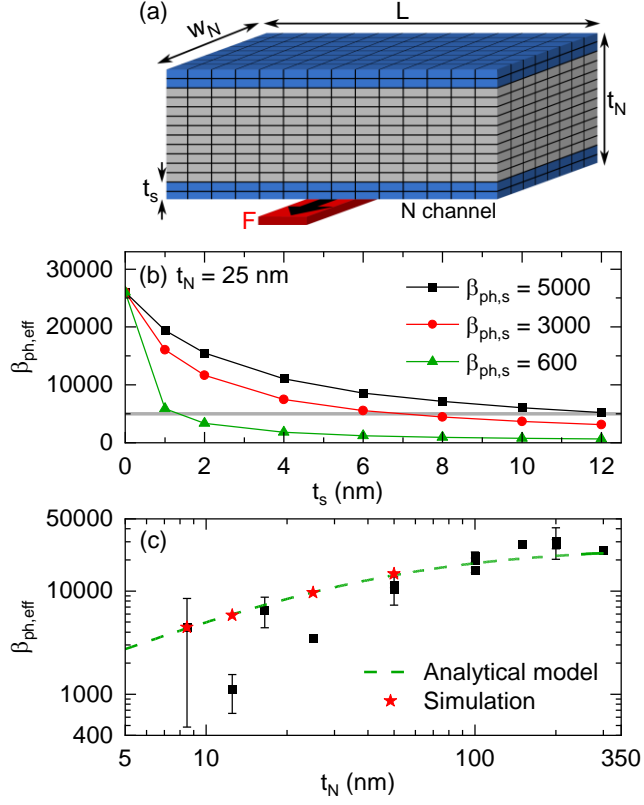 (a)
w_N
L
t_N
t_s
F
N channel
(b)
t_N = 25 nm
β_ph,s = 5000
β_ph,s = 3000
β_ph,s = 600
β_ph,eff
30000
20000
10000
0
0 2 4 6 8 10 12
t_s (nm)
(c)
β_ph,eff
50000
10000
1000
400
Analytical model
Simulation
5 10 100 350
t_N (nm)